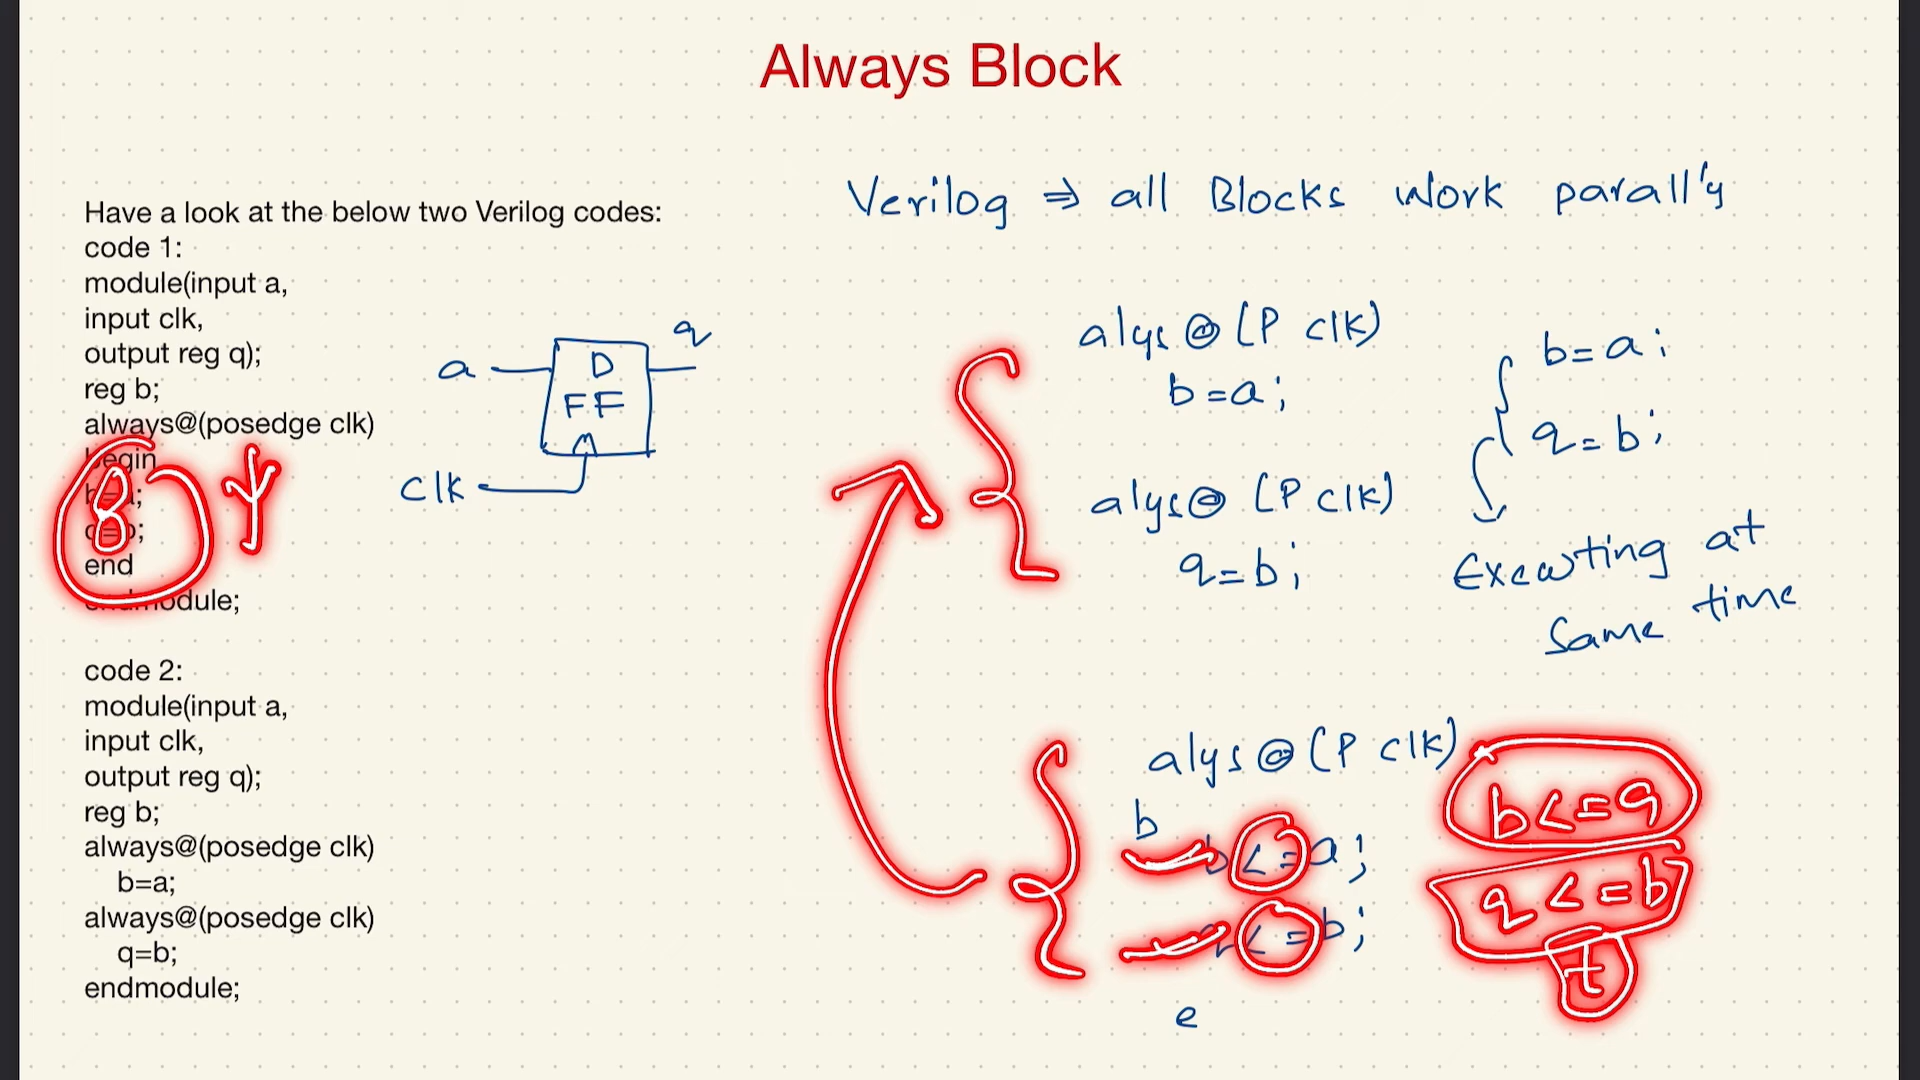 Always Block
Have a look at the below two Verilog codes:
code 1:
module(input a,
input clk,
output reg q);
reg b;
always@(posedge clk)
begin
b=a;
q=b;
end
endmodule;
code 2:
module(input a,
input clk,
output reg q);
reg b;
always@(posedge clk)
b=a;
always@(posedge clk)
q=b;
endmodule;
a
D
FF
q
clk
B
Verilog ⇒ all Blocks work parall'y
alys @ (P clk)
b=a;
alys@ (P clk)
q=b;
b=a;
q=b;
Executing at
same time
alys @ (P clk)
b
b<=a;
q<=b;
e
b<=a
q<=b
t